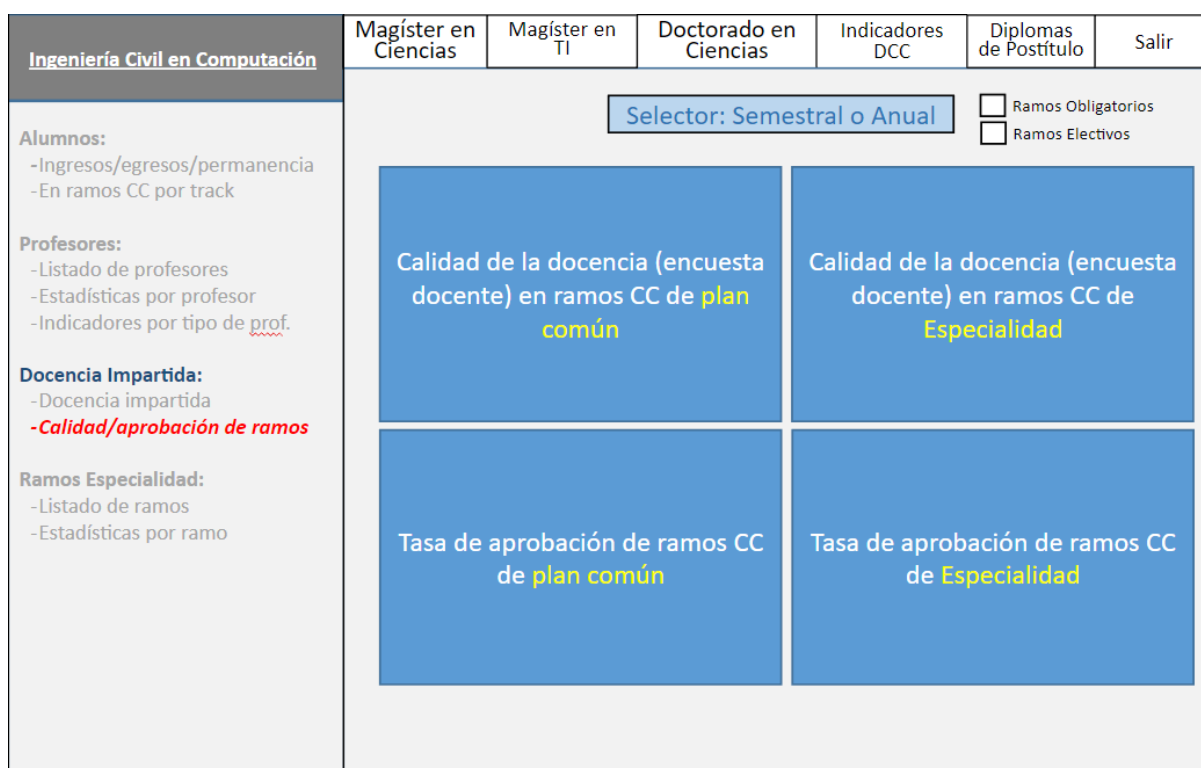 Ingeniería Civil en Computación
Magíster en
Ciencias
Magíster en
TI
Doctorado en
Ciencias
Indicadores
DCC
Diplomas
de Postítulo
Salir
Alumnos:
-Ingresos/egresos/permanencia
-En ramos CC por track
Profesores:
-Listado de profesores
-Estadísticas por profesor
-Indicadores por tipo de prof.
Docencia Impartida:
-Docencia impartida
-Calidad/aprobación de ramos
Ramos Especialidad:
-Listado de ramos
-Estadísticas por ramo
Selector: Semestral o Anual
Ramos Obligatorios
Ramos Electivos
Calidad de la docencia (encuesta
docente) en ramos CC de plan
común
Calidad de la docencia (encuesta
docente) en ramos CC de
Especialidad
Tasa de aprobación de ramos CC
de plan común
Tasa de aprobación de ramos CC
de Especialidad